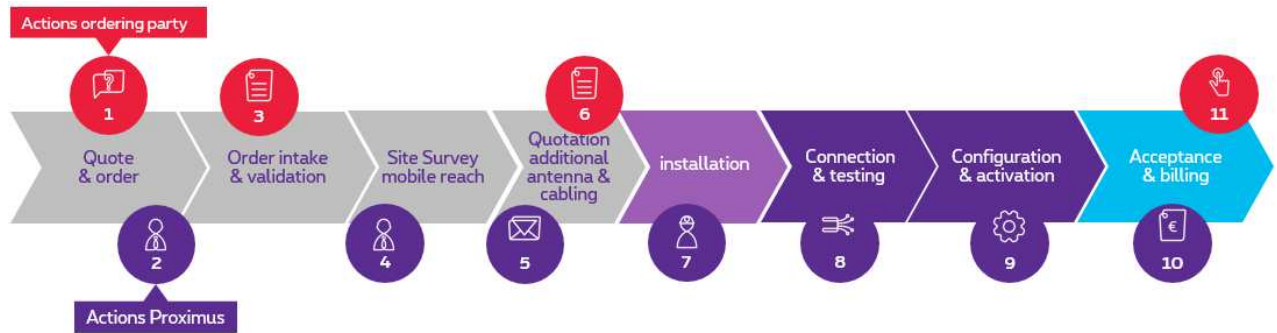 Actions ordering party
1
3
6
11
Quote
& order
Order intake
& validation
Site Survey
mobile reach
Quotation
additional
antenna &
cabling
installation
Connection
& testing
Configuration
& activation
Acceptance
& billing
2
4
5
7
8
9
€
10
Actions Proximus